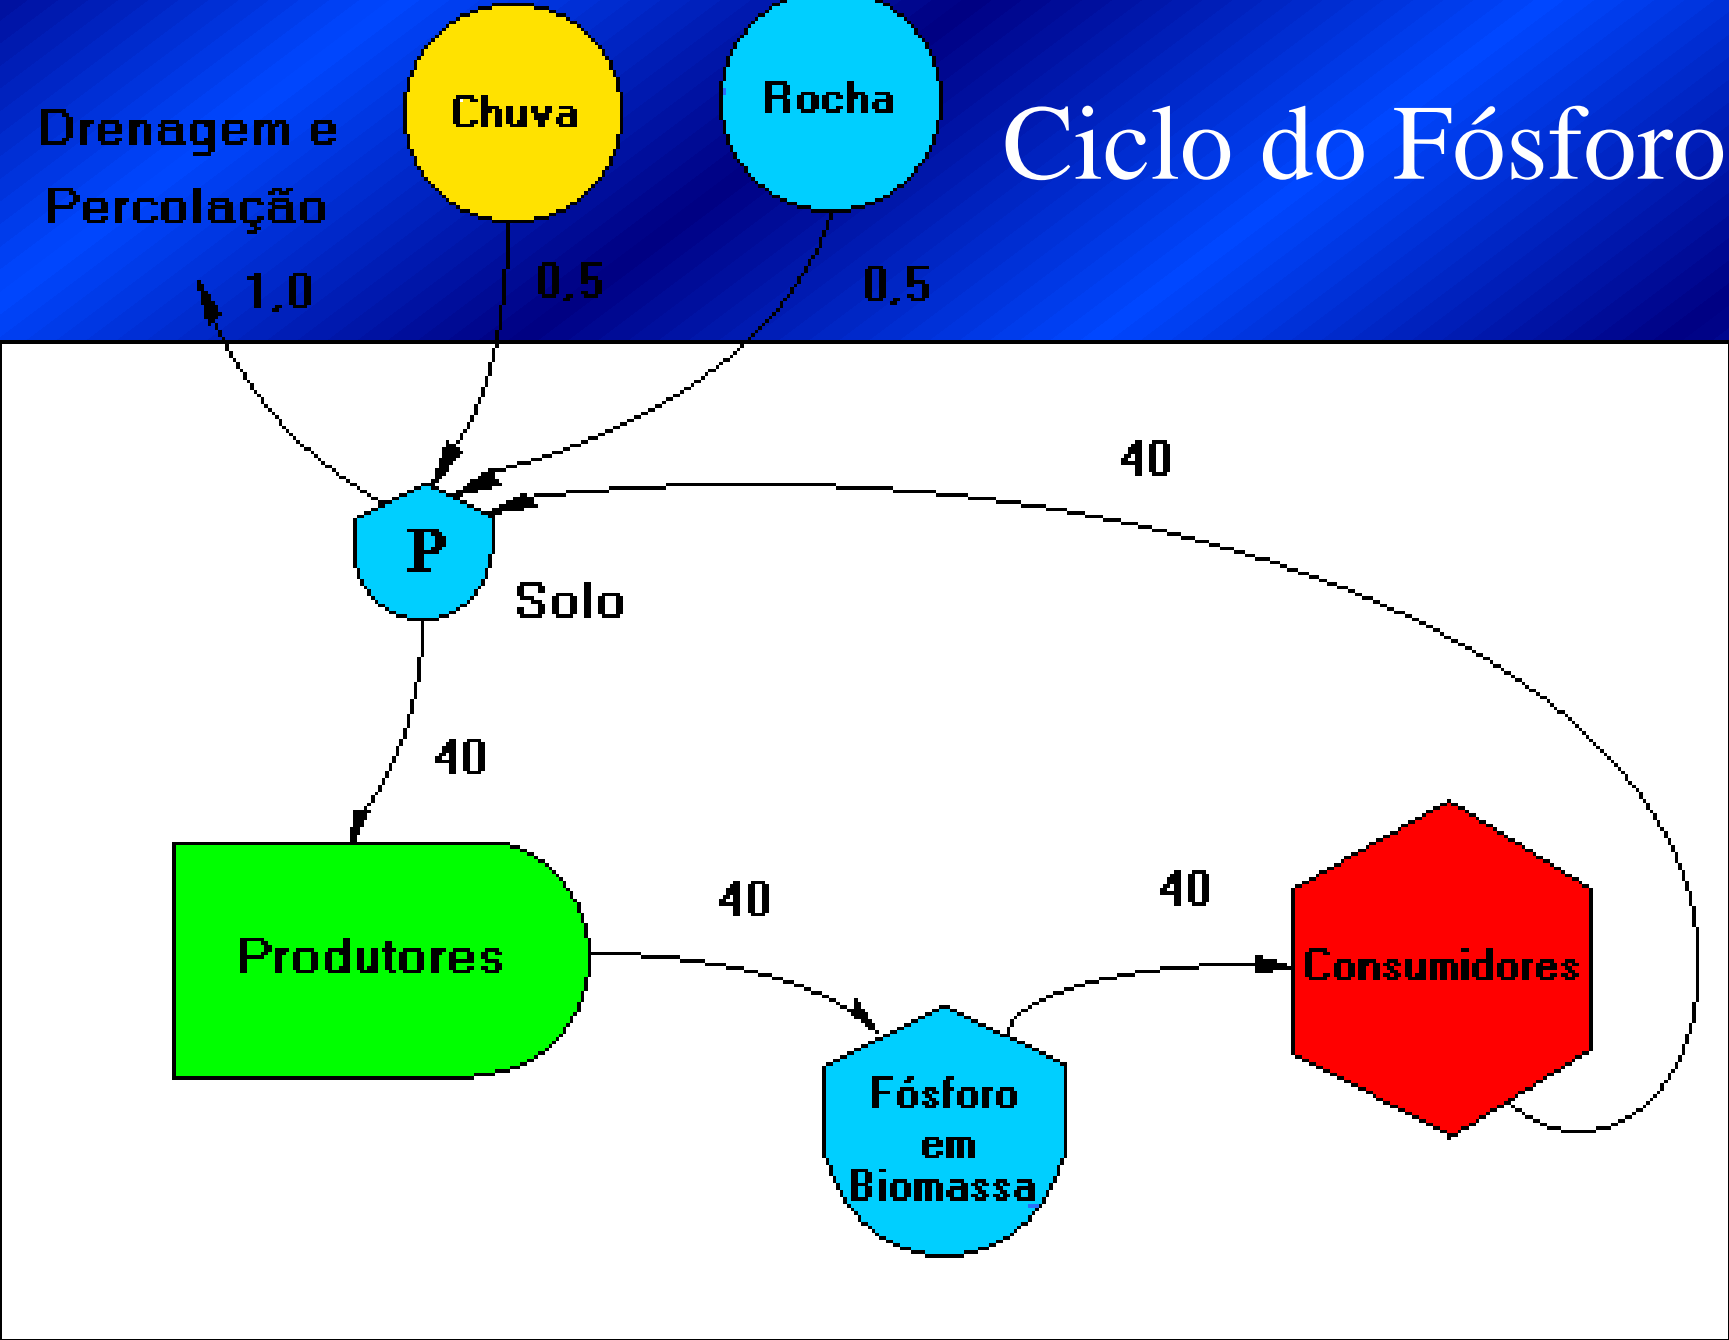 Ciclo do Fósforo
Chuva
Rocha
Drenagem e
Percolação
1,0
0,5
0,5
40
P
Solo
40
Produtores
40
40
Consumidores
Fósforo
em
Biomassa